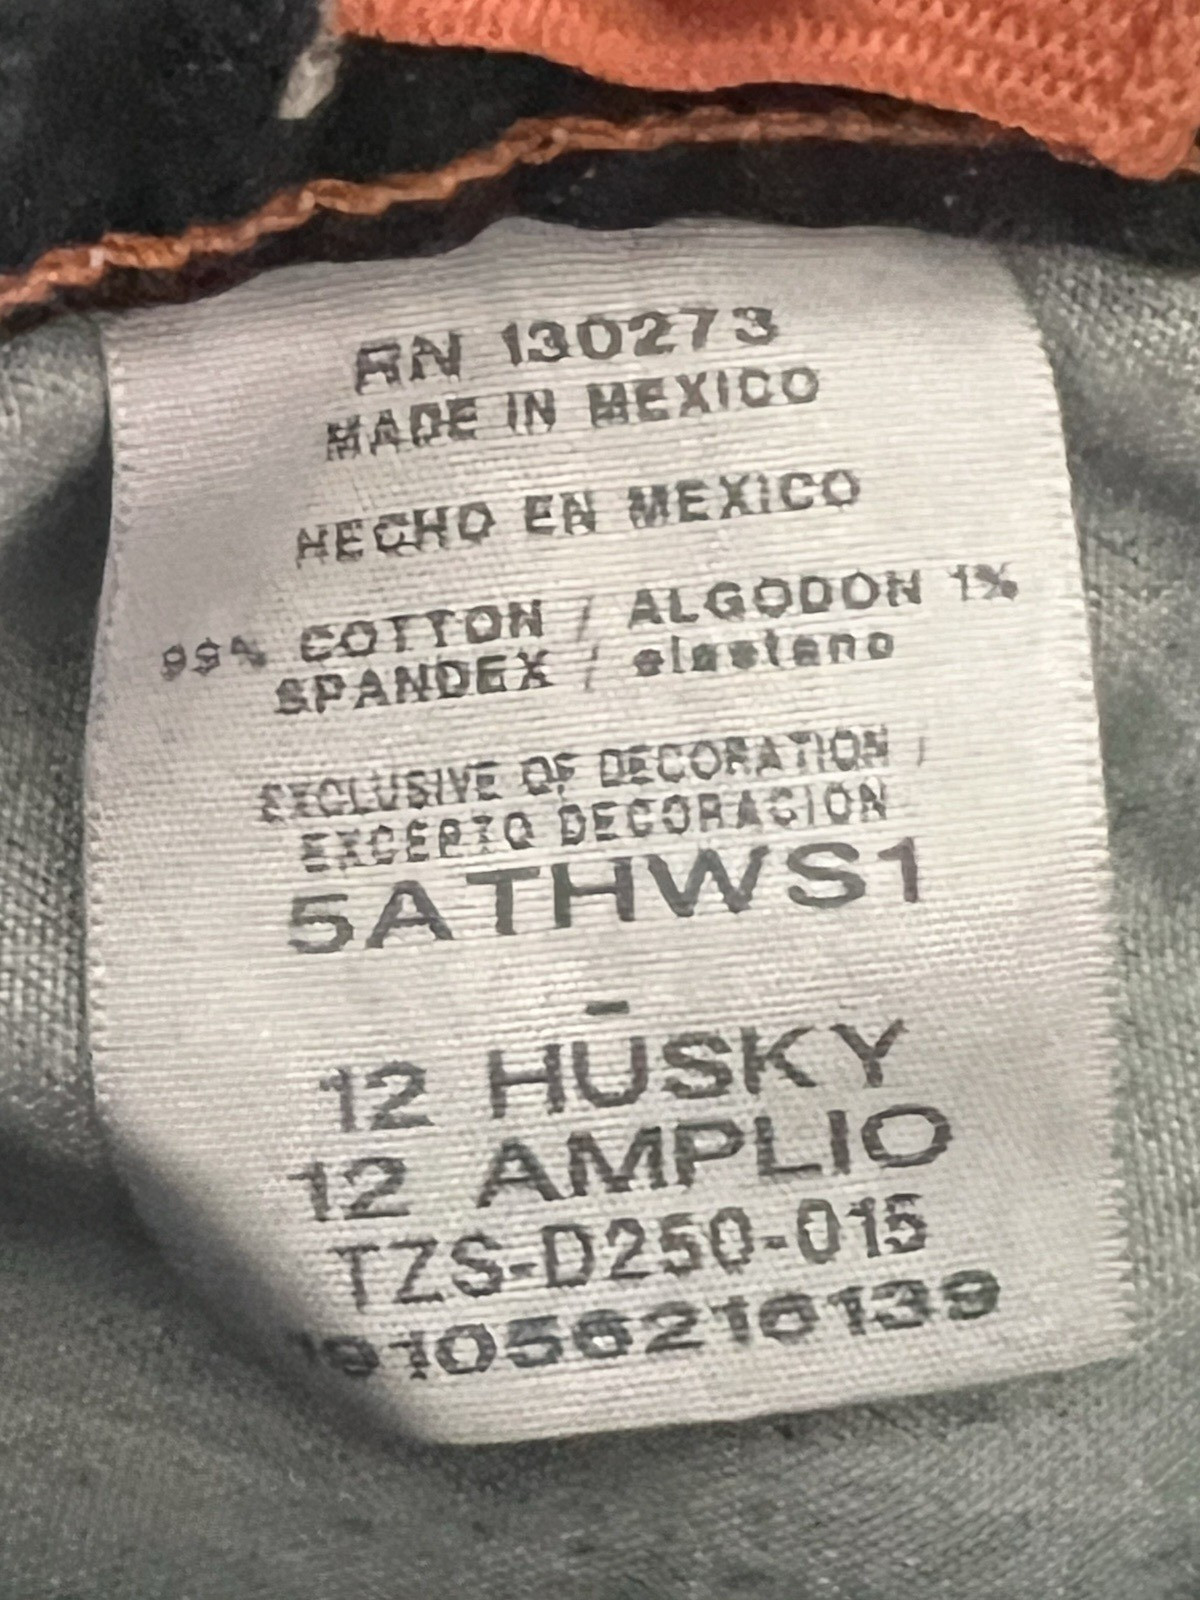 RN 130273
MADE IN MEXICO
HECHO EN MEXICO
99% COTTON / ALGODON 1%
SPANDEX / elastano
EXCLUSIVE OF DECORATION /
EXCEPTO DECORACION
5ATHWS1
-
12 HUSKY
12 AMPLIO
TZS-D250-015